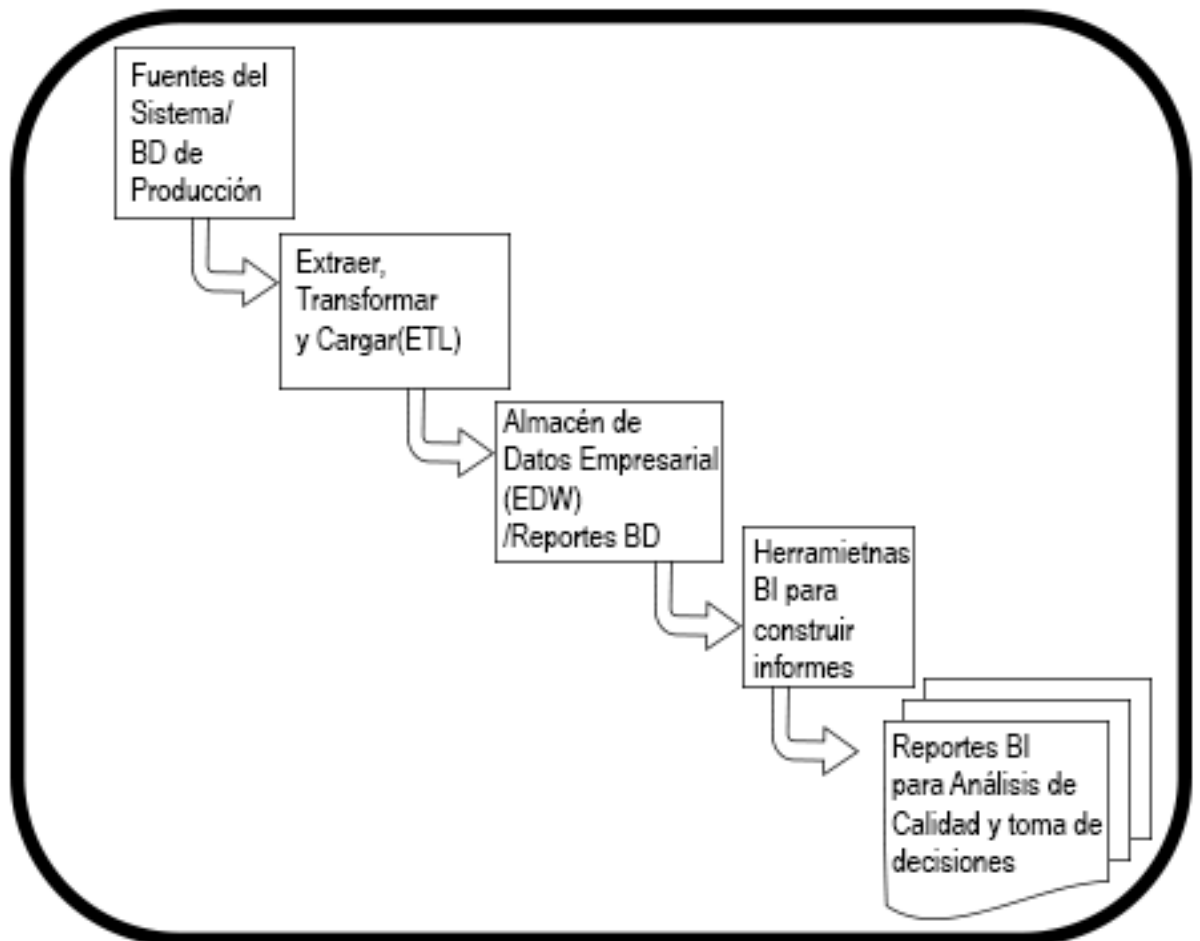 Fuentes del
Sistema/
BD de
Producción
Extraer,
Transformar
y Cargar(ETL)
Almacén de
Datos Empresarial
(EDW)
/Reportes BD
Herramietnas
BI para
construir
informes
Reportes BI
para Análisis de
Calidad y toma de
decisiones